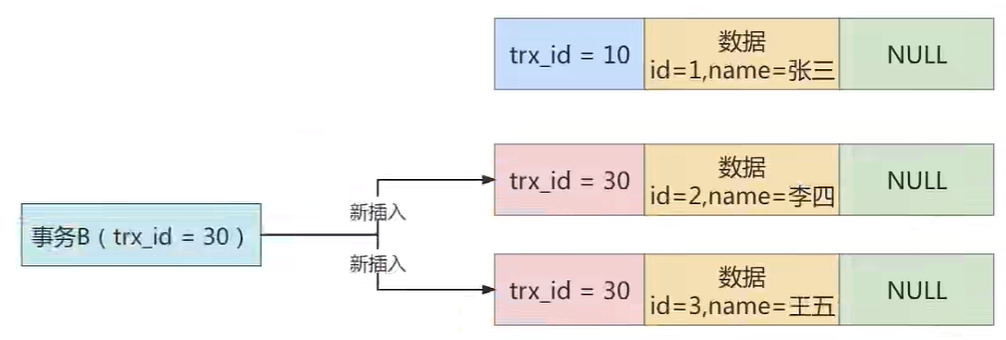 trx_id = 10
数据
id=1,name=张三
NULL
trx_id = 30
数据
id=2,name=李四
NULL
新插入
事务B（trx_id = 30）
新插入
trx_id = 30
数据
id=3,name=王五
NULL